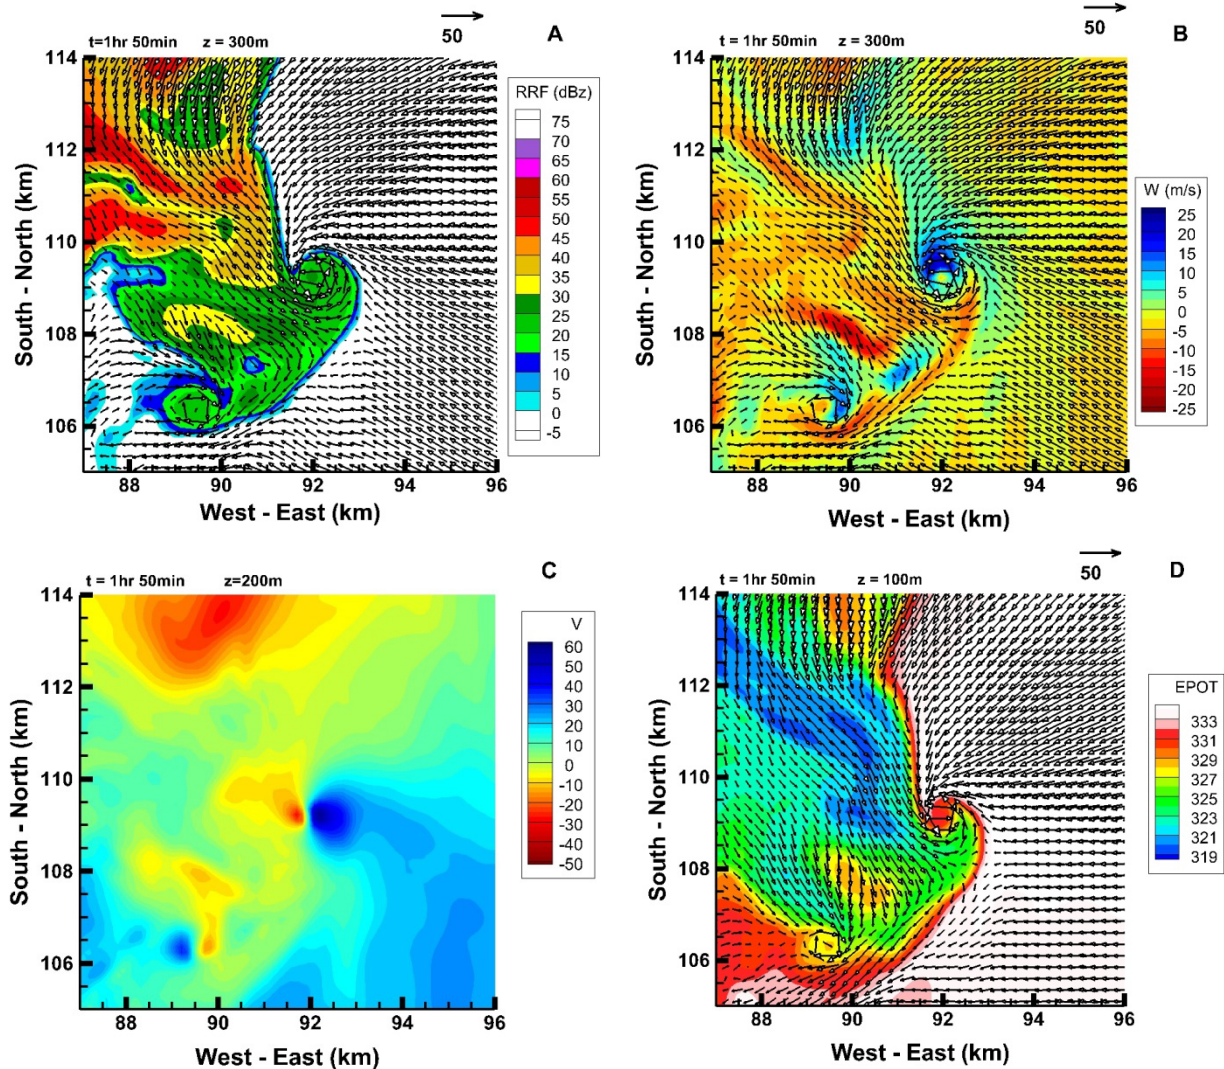 50
A
t=1hr 50min z = 300m
114
112
110
108
106
88 90 92 94 96
South - North (km)
West - East (km)
RRF (dBz)
75
70
65
60
55
50
45
40
35
30
25
20
15
10
5
0
-5
50
B
t = 1hr 50min z = 300m
114
112
110
108
106
88 90 92 94 96
South - North (km)
West - East (km)
W (m/s)
25
20
15
10
5
0
-5
-10
-15
-20
-25
C
t = 1hr 50min z=200m
114
112
110
108
106
88 90 92 94 96
South - North (km)
West - East (km)
V
60
50
40
30
20
10
0
-10
-20
-30
-40
-50
50
D
t = 1hr 50min z = 100m
114
112
110
108
106
88 90 92 94 96
South - North (km)
West - East (km)
EPOT
333
331
329
327
325
323
321
319